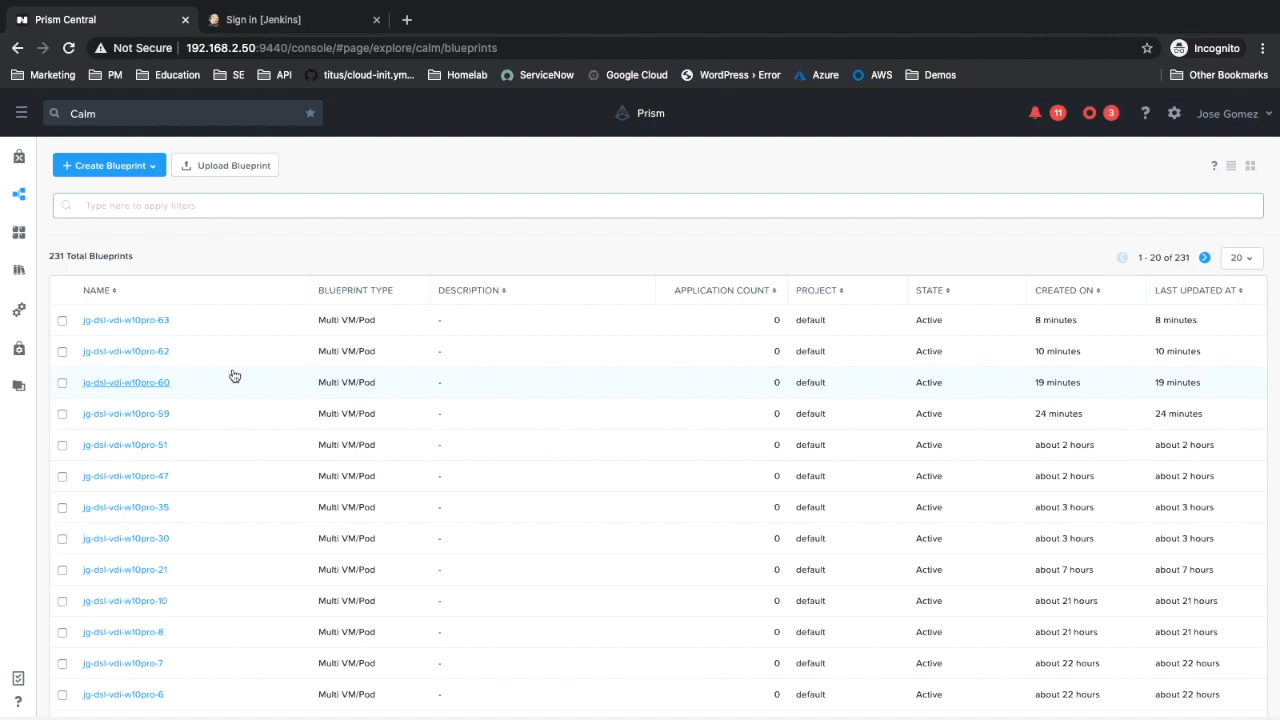 Prism Central
Sign in [Jenkins]
Not Secure 192.168.2.50:9440/console/#page/explore/calm/blueprints Incognito
Marketing PM Education SE API titus/cloud-init.ym... Homelab ServiceNow Google Cloud WordPress › Error Azure AWS Demos Other Bookmarks
Calm Prism 11 3 ? Jose Gomez
+ Create Blueprint Upload Blueprint ?
Type here to apply filters
231 Total Blueprints 1 - 20 of 231 20
NAME BLUEPRINT TYPE DESCRIPTION APPLICATION COUNT PROJECT STATE CREATED ON LAST UPDATED AT
jg-dsl-vdi-w10pro-63 Multi VM/Pod - 0 default Active 8 minutes 8 minutes
jg-dsl-vdi-w10pro-62 Multi VM/Pod - 0 default Active 10 minutes 10 minutes
jg-dsl-vdi-w10pro-60 Multi VM/Pod - 0 default Active 19 minutes 19 minutes
jg-dsl-vdi-w10pro-59 Multi VM/Pod - 0 default Active 24 minutes 24 minutes
jg-dsl-vdi-w10pro-51 Multi VM/Pod - 0 default Active about 2 hours about 2 hours
jg-dsl-vdi-w10pro-47 Multi VM/Pod - 0 default Active about 2 hours about 2 hours
jg-dsl-vdi-w10pro-35 Multi VM/Pod - 0 default Active about 3 hours about 3 hours
jg-dsl-vdi-w10pro-30 Multi VM/Pod - 0 default Active about 3 hours about 3 hours
jg-dsl-vdi-w10pro-21 Multi VM/Pod - 0 default Active about 7 hours about 7 hours
jg-dsl-vdi-w10pro-10 Multi VM/Pod - 0 default Active about 21 hours about 21 hours
jg-dsl-vdi-w10pro-8 Multi VM/Pod - 0 default Active about 21 hours about 21 hours
jg-dsl-vdi-w10pro-7 Multi VM/Pod - 0 default Active about 22 hours about 22 hours
jg-dsl-vdi-w10pro-6 Multi VM/Pod - 0 default Active about 22 hours about 22 hours
?